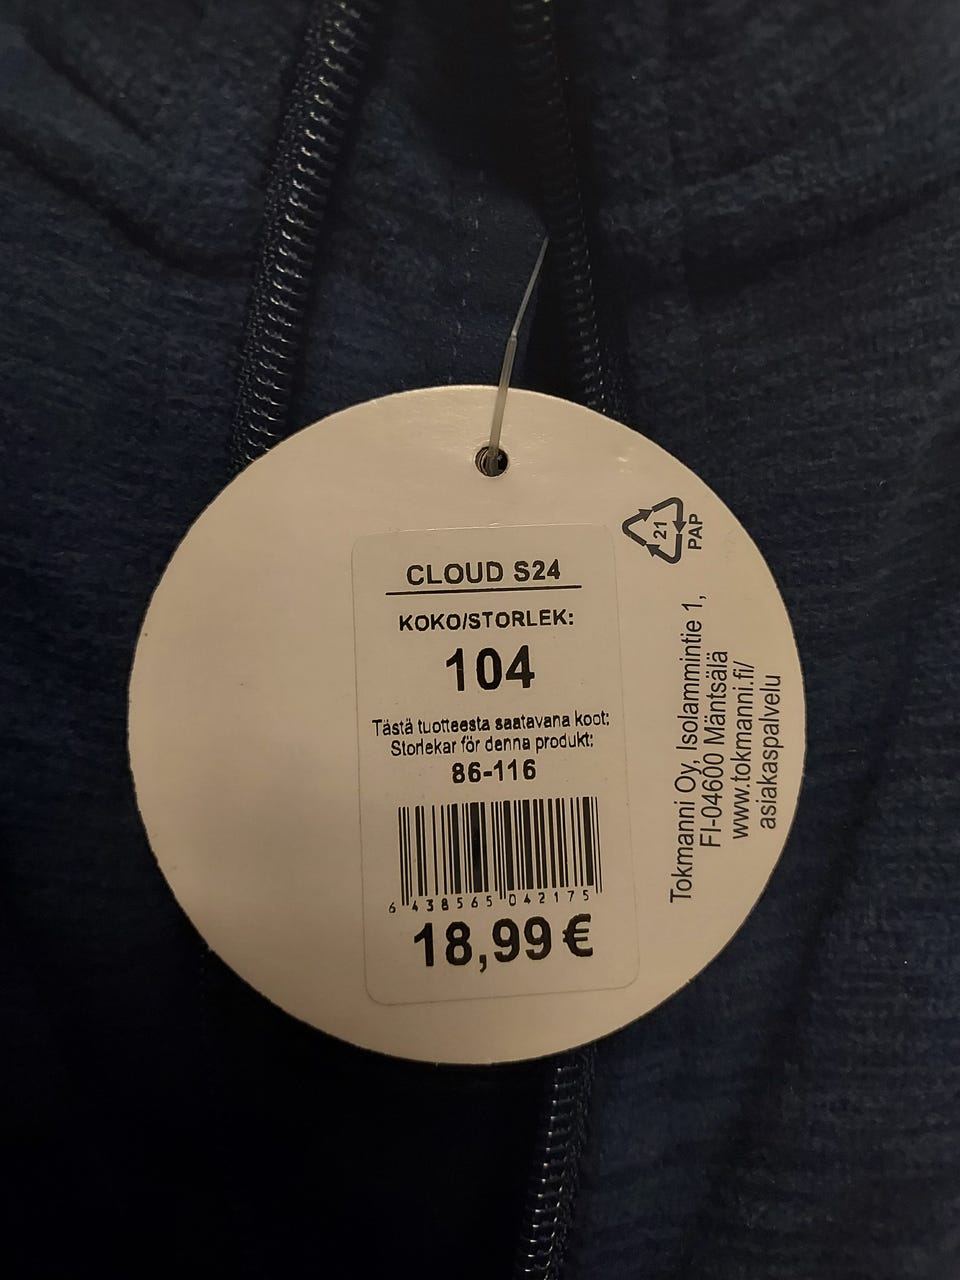 CLOUD S24
KOKO/STORLEK:
104
Tästä tuotteesta saatavana koot:
Storlekar för denna produkt:
86-116
6 438565 042175
18,99 €
21
PAP
Tokmanni Oy, Isolammintie 1,
FI-04600 Mäntsälä
www.tokmanni.fi/
asiakaspalvelu